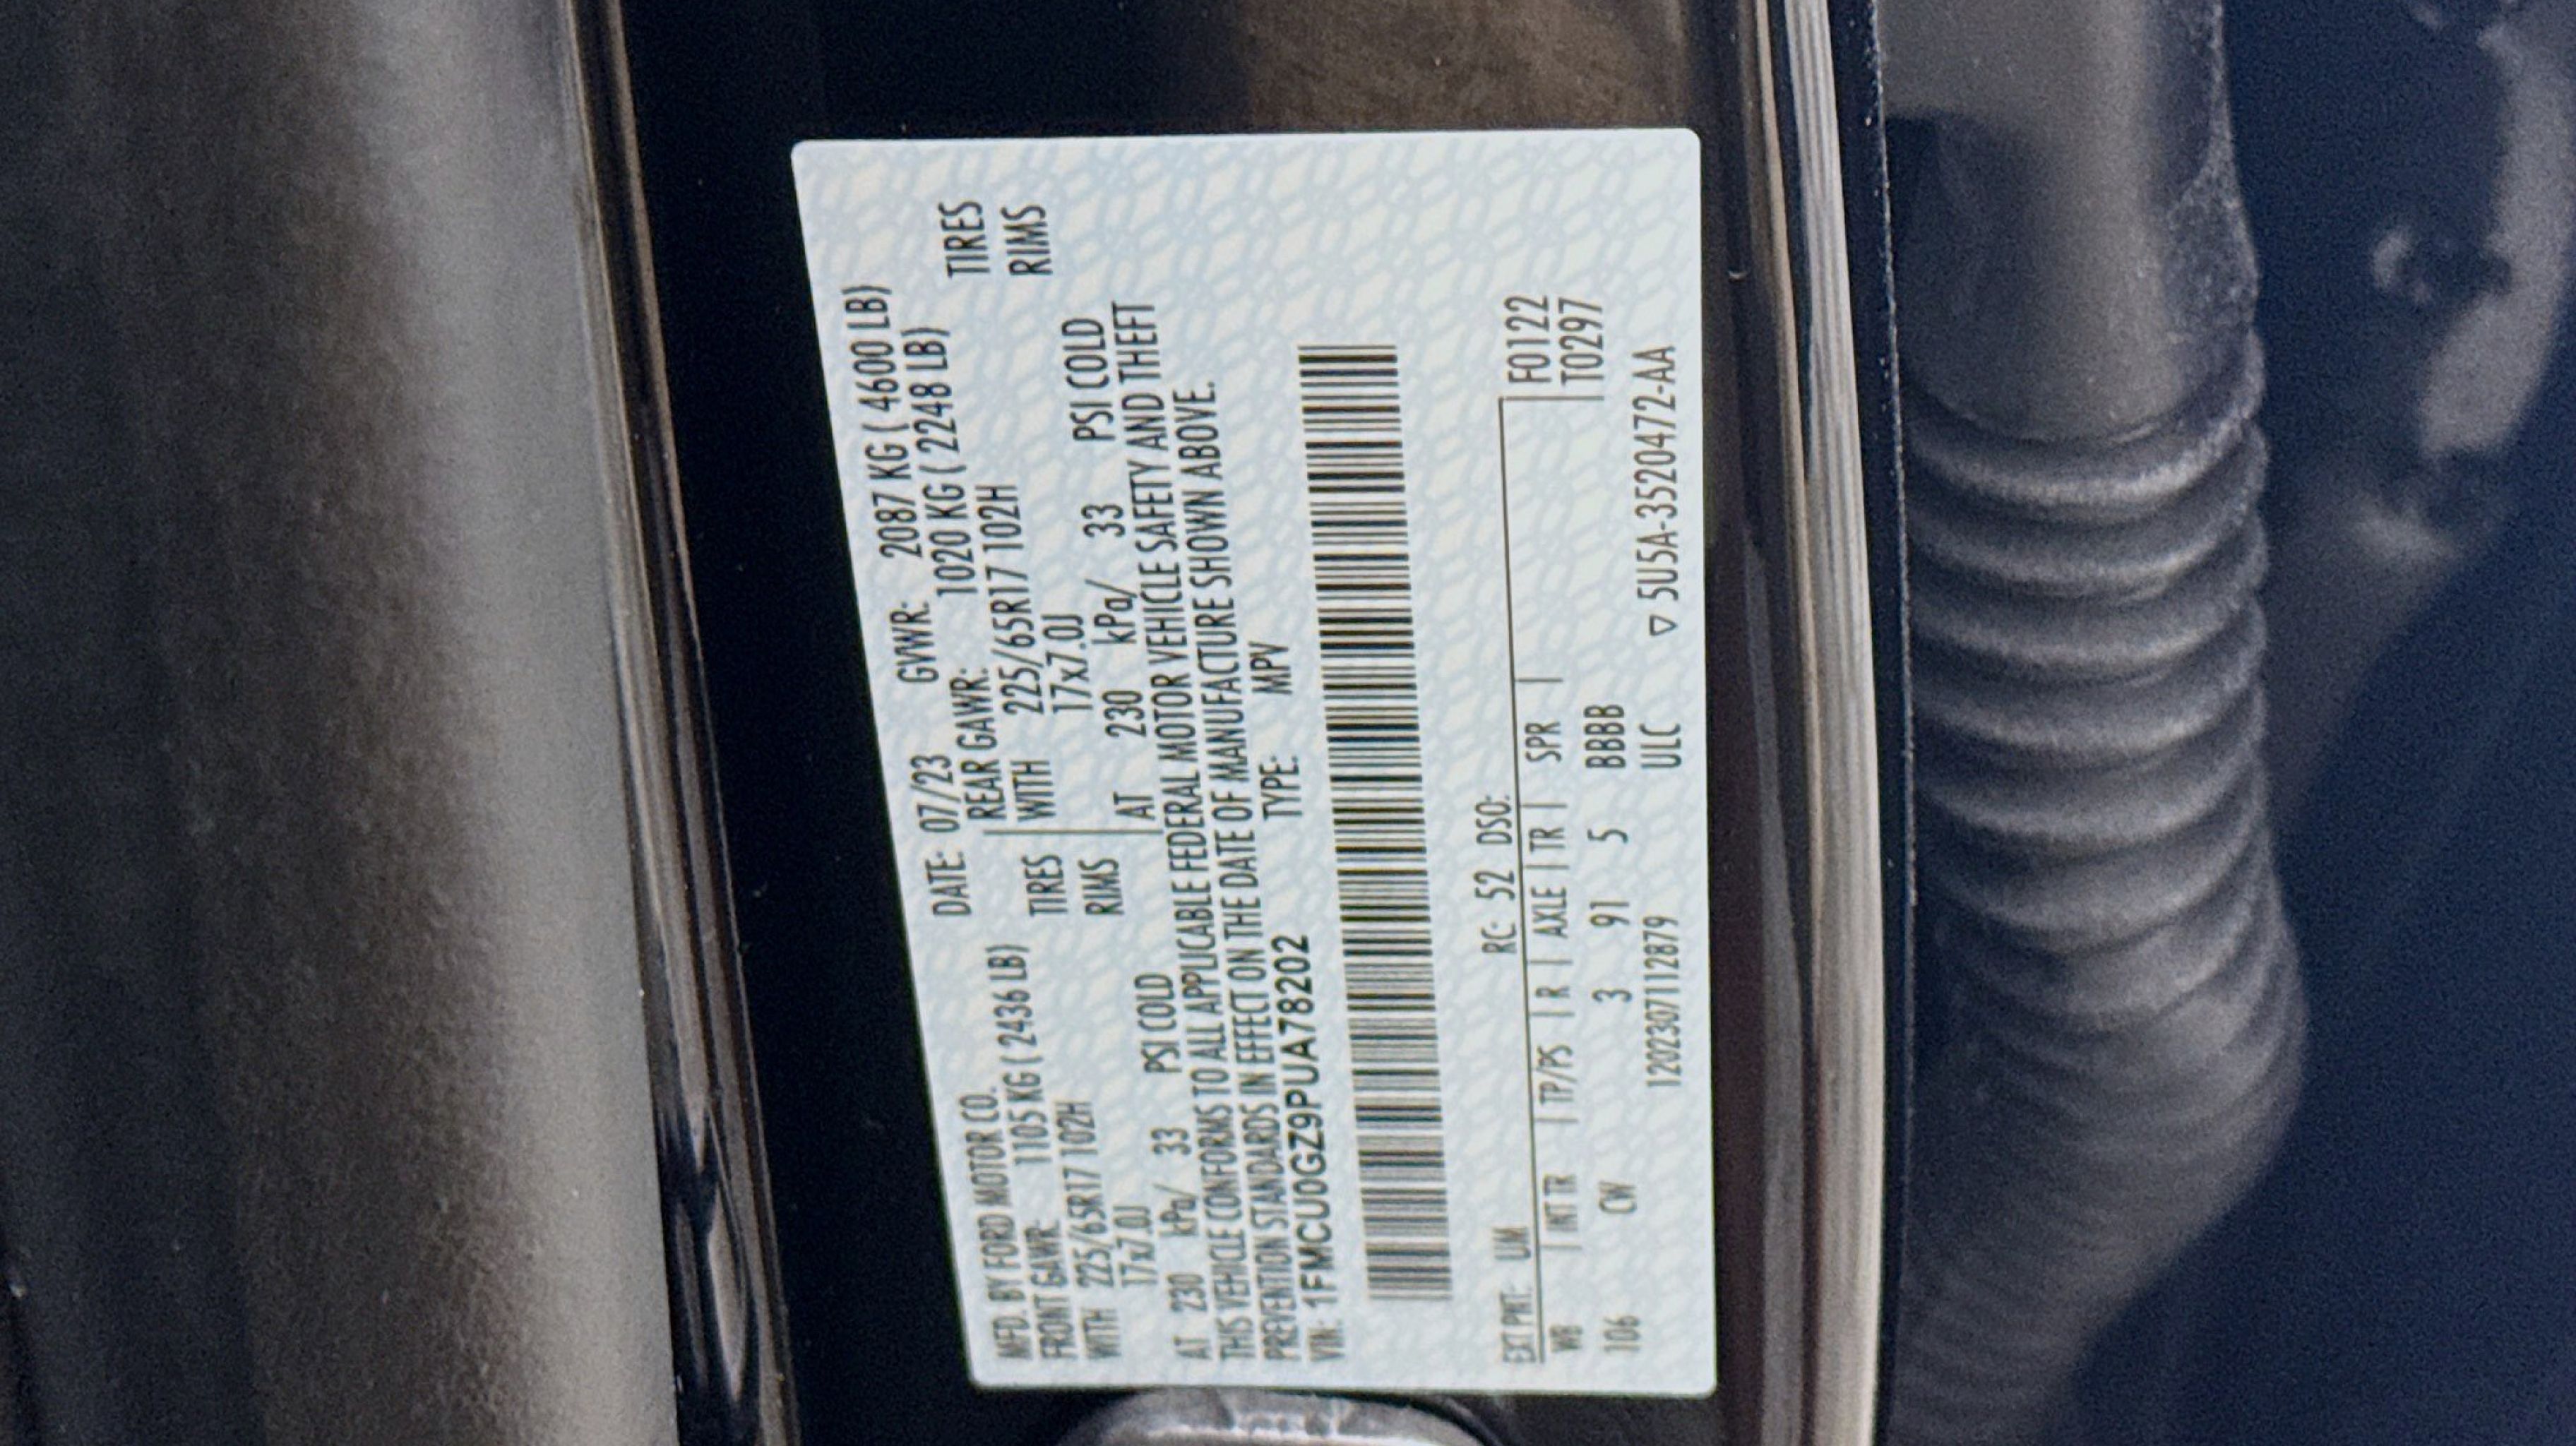 MFD. BY FORD MOTOR CO. DATE: 07/23 GVWR: 2087 KG ( 4600 LB)
FRONT GAWR: 1105 KG ( 2436 LB) REAR GAWR: 1020 KG ( 2248 LB)
WITH 225/65R17 102H TIRES WITH 225/65R17 102H TIRES
17x7.0J RIMS 17x7.0J RIMS
AT 230 kPa/ 33 PSI COLD AT 230 kPa/ 33 PSI COLD
THIS VEHICLE CONFORMS TO ALL APPLICABLE FEDERAL MOTOR VEHICLE SAFETY AND THEFT
PREVENTION STANDARDS IN EFFECT ON THE DATE OF MANUFACTURE SHOWN ABOVE.
VIN: 1FMCU0GZ9PUA78202 TYPE: MPV
EXT PNT: UM RC: 52 DSO:
WB | INT TR | TP/PS | R | AXLE | TR | SPR | F0122
106 CW 3 91 5 BBBB T0297
1202307112879 ULC ▽ 5U5A-3520472-AA